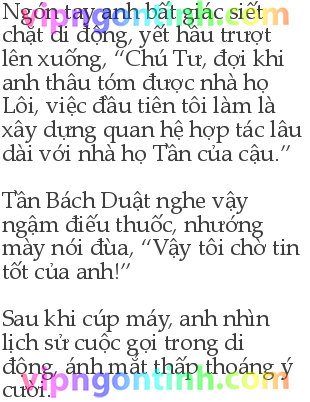 Ngón tay anh bất giác siết
chặt di động, yết hầu trượt
lên xuống, “Chú Tư, đợi khi
anh thâu tóm được nhà họ
Lôi, việc đầu tiên tôi làm là
xây dựng quan hệ hợp tác lâu
dài với nhà họ Tần của cậu.”
Tần Bách Duật nghe vậy
ngậm điếu thuốc, nhướng
mày nói đùa, “Vậy tôi chờ tin
tốt của anh!”
Sau khi cúp máy, anh nhìn
lịch sử cuộc gọi trong di
động, ánh mắt thấp thoáng ý
cười.
vipngontinh.com
vipngontinh.com
vipngontinh.com